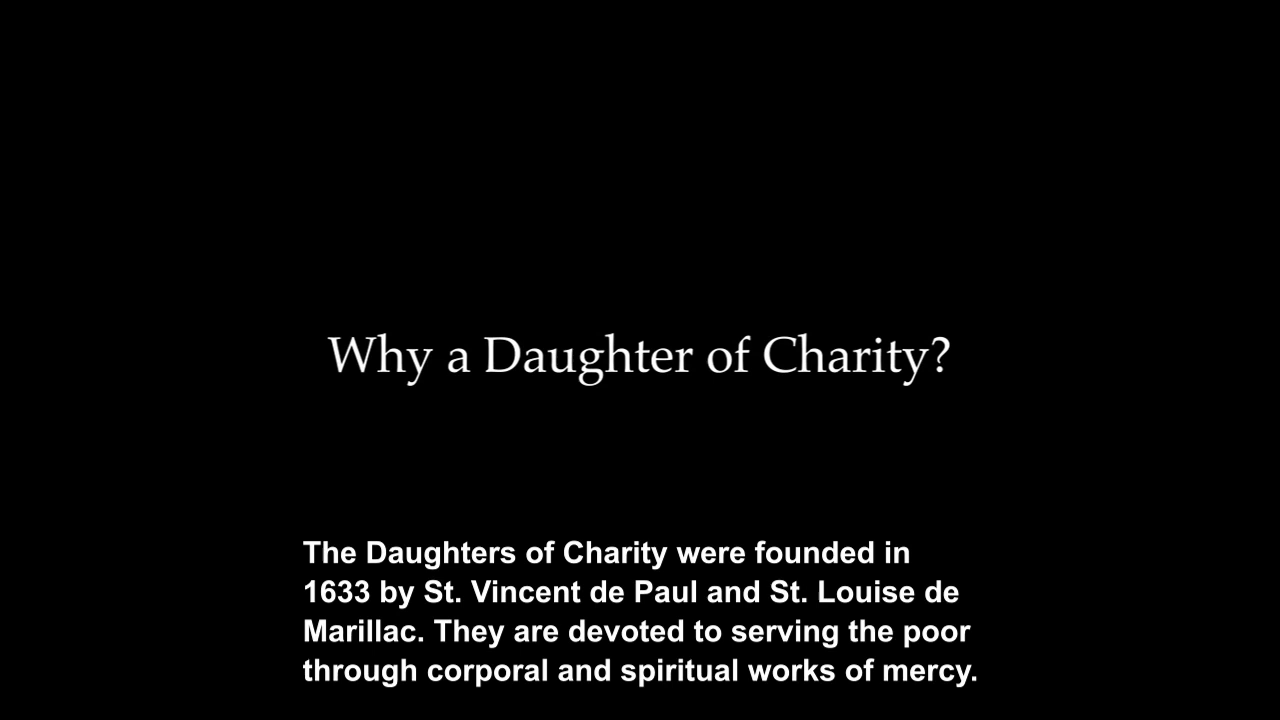 Why a Daughter of Charity?
The Daughters of Charity were founded in
1633 by St. Vincent de Paul and St. Louise de
Marillac. They are devoted to serving the poor
through corporal and spiritual works of mercy.